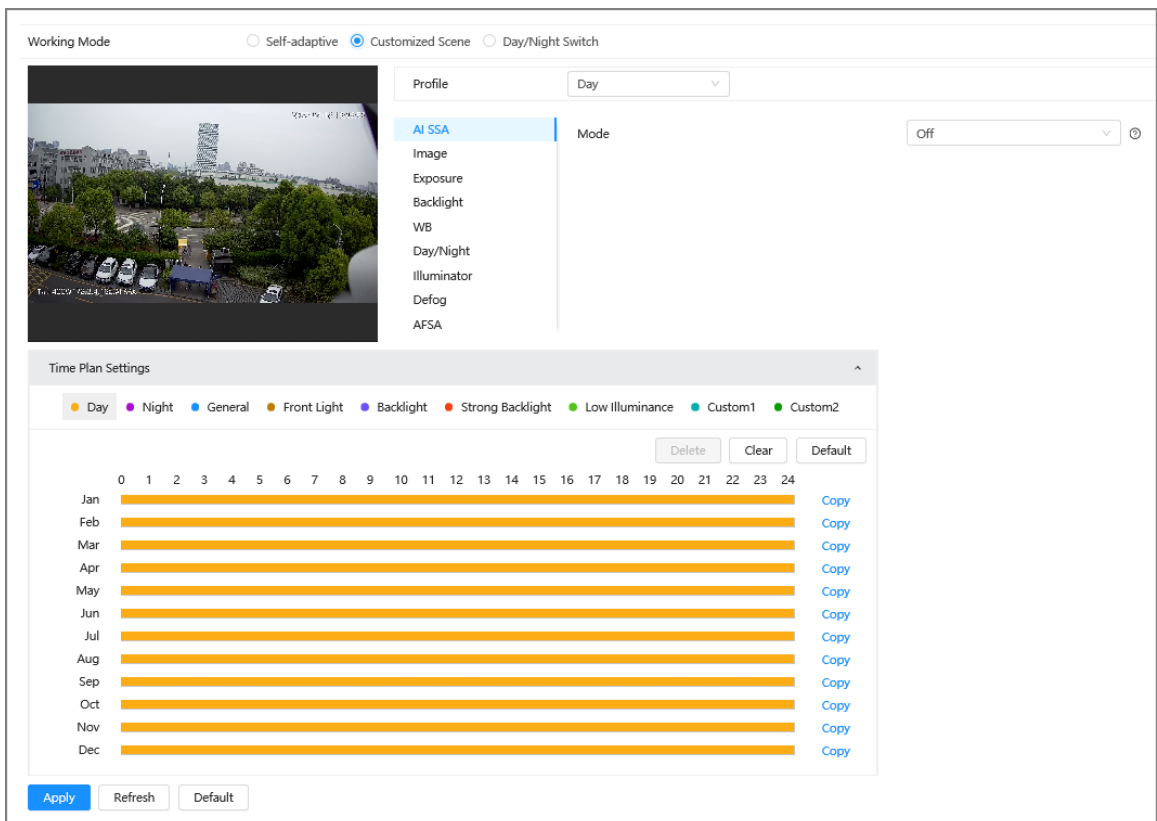 Working Mode Self-adaptive Customized Scene Day/Night Switch
Profile Day
AI SSA Mode Off
Image
Exposure
Backlight
WB
Day/Night
Illuminator
Defog
AFSA
Time Plan Settings
Day Night General Front Light Backlight Strong Backlight Low Illuminance Custom1 Custom2
Delete Clear Default
0 1 2 3 4 5 6 7 8 9 10 11 12 13 14 15 16 17 18 19 20 21 22 23 24
Jan Copy
Feb Copy
Mar Copy
Apr Copy
May Copy
Jun Copy
Jul Copy
Aug Copy
Sep Copy
Oct Copy
Nov Copy
Dec Copy
Apply Refresh Default